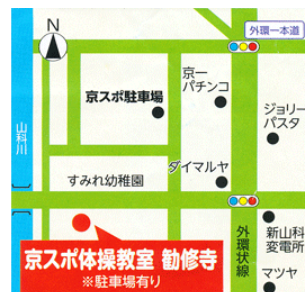 N
外環一本道
京一
パチンコ
京スポ駐車場
ジョリー
パスタ
山科川
ダイマルヤ
すみれ幼稚園
京スポ体操教室 勧修寺
※駐車場有り
外環状線
新山科
変電所
マツヤ